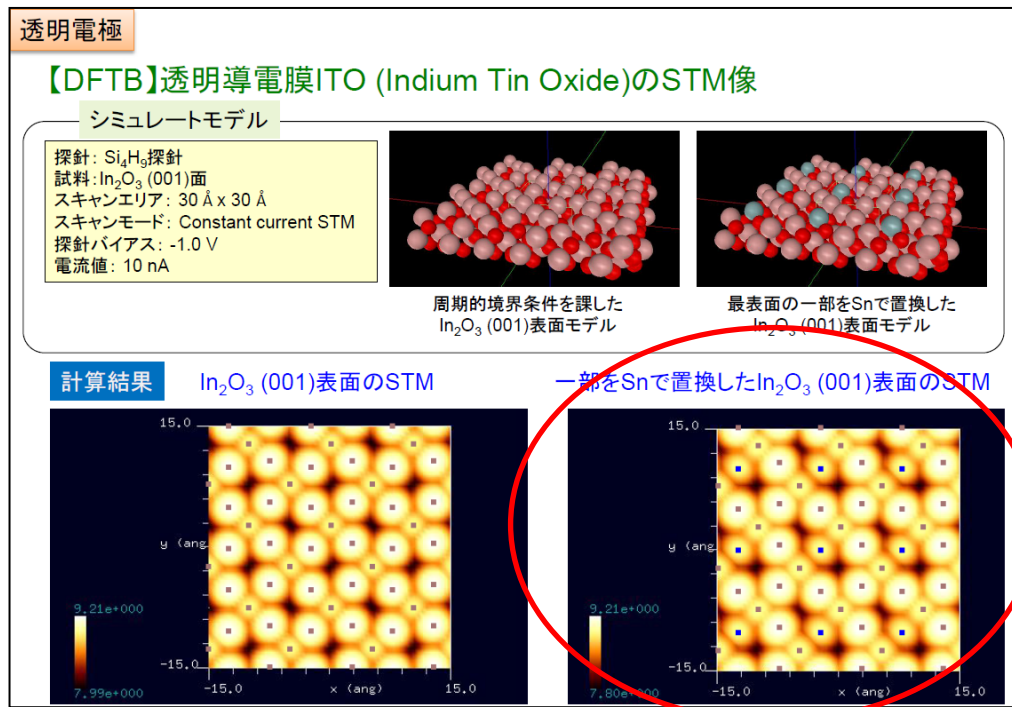 透明電極
【DFTB】透明導電膜ITO (Indium Tin Oxide)のSTM像
シミュレートモデル
探針： Si₄H₉探針
試料：In₂O₃ (001)面
スキャンエリア： 30 Å x 30 Å
スキャンモード： Constant current STM
探針バイアス： -1.0 V
電流値： 10 nA
周期的境界条件を課した
In₂O₃ (001)表面モデル
最表面の一部をSnで置換した
In₂O₃ (001)表面モデル
計算結果
In₂O₃ (001)表面のSTM
一部をSnで置換したIn₂O₃ (001)表面のSTM
15.0
y (ang
9.21e+000
-15.0
7.99e+000
-15.0
x (ang)
15.0
15.0
y (ang
9.21e+000
-15.0
7.80e+000
-15.0
x (ang)
15.0